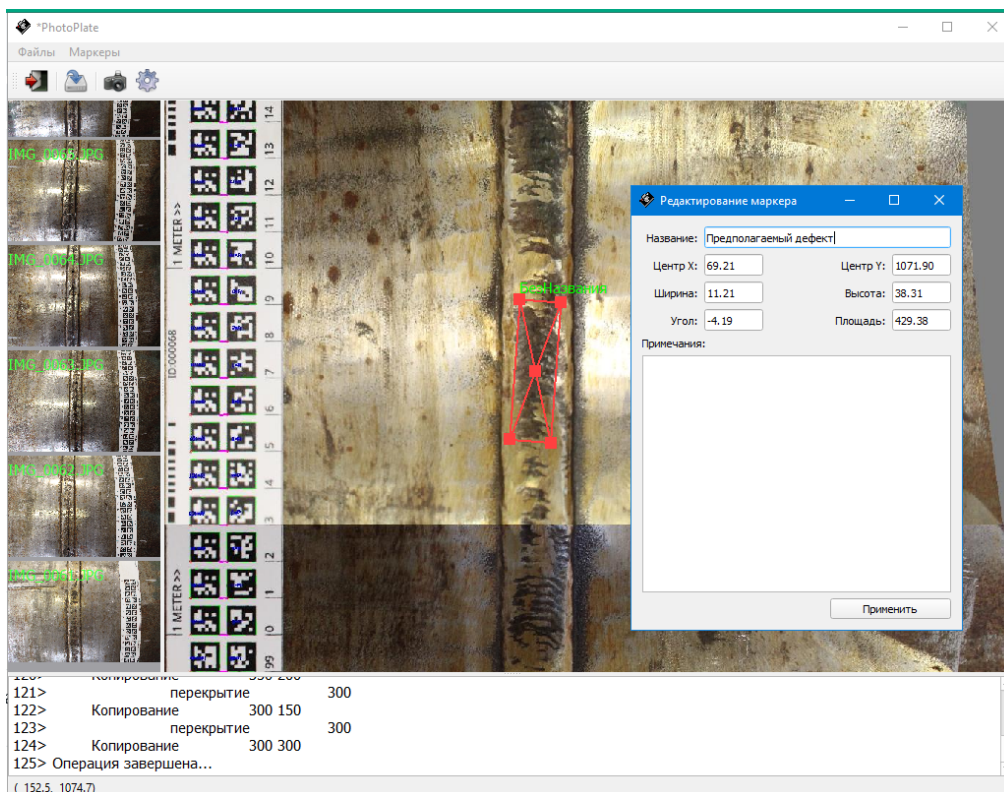 *PhotoPlate
Файлы Маркеры
IMG_0065.JPG
IMG_0064.JPG
IMG_0063.JPG
IMG_0062.JPG
14
13
12
11
10
9
8
7
6
5
4
3
2
1
0
99
1 METER >>
ID:000068
1 METER >>
БезНазвания
Редактирование маркера
Название: Предполагаемый дефект
Центр X: 69.21 Центр Y: 1071.90
Ширина: 11.21 Высота: 38.31
Угол: -4.19 Площадь: 429.38
Примечания:
Применить
121> перекрытие 300
122> Копирование 300 150
123> перекрытие 300
124> Копирование 300 300
125> Операция завершена...
( 152.5, 1074.7)